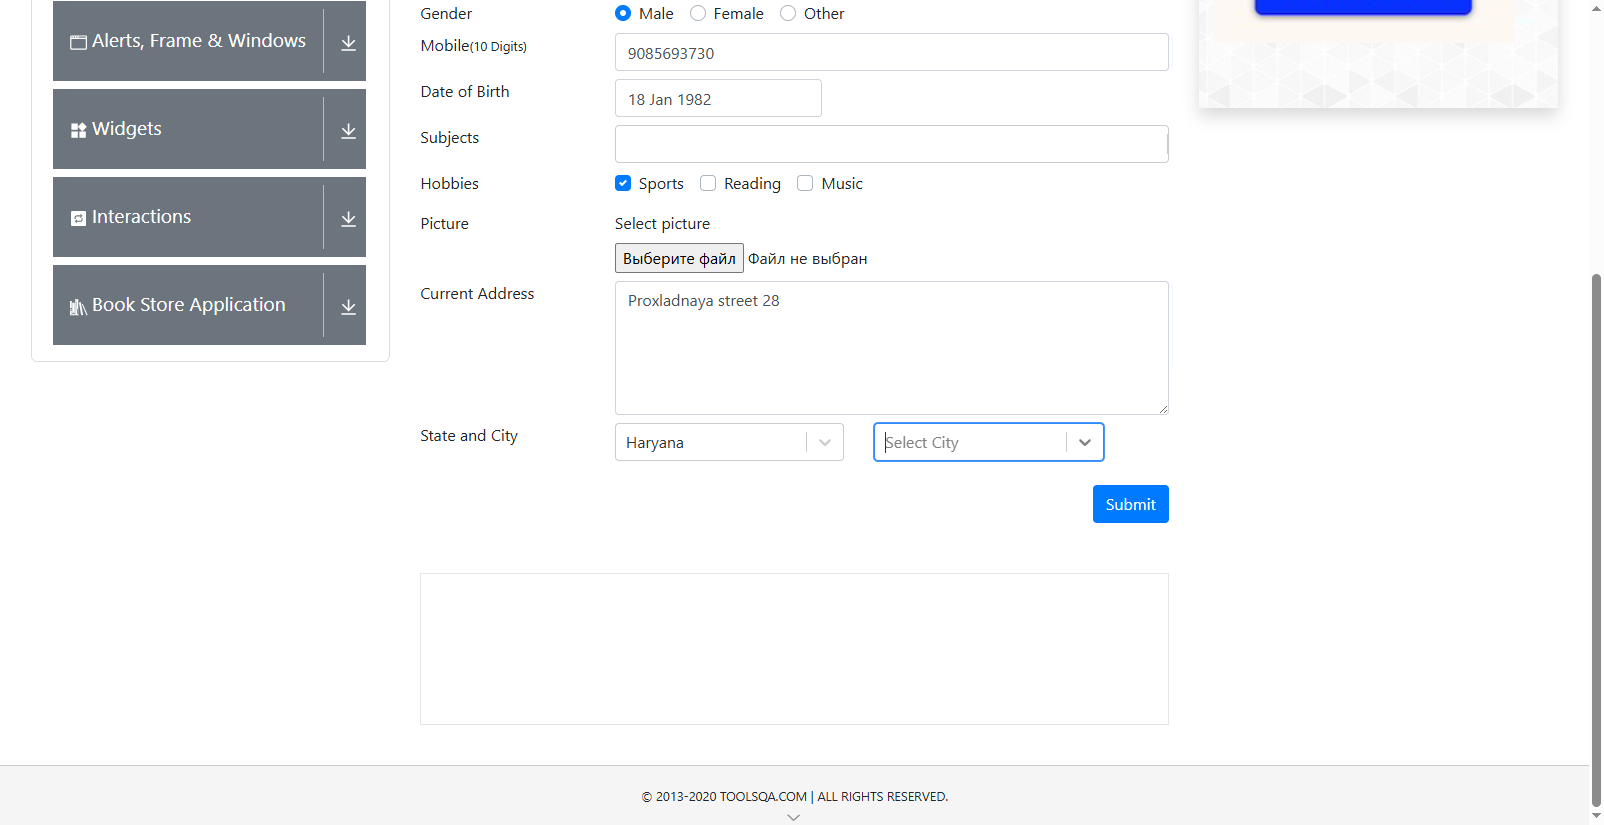 Alerts, Frame & Windows
Widgets
Interactions
Book Store Application
Gender
Male Female Other
Mobile(10 Digits)
9085693730
Date of Birth
18 Jan 1982
Subjects
Hobbies
Sports Reading Music
Picture
Select picture
Выберите файл Файл не выбран
Current Address
Proxladnaya street 28
State and City
Haryana
Select City
Submit
© 2013-2020 TOOLSQA.COM | ALL RIGHTS RESERVED.